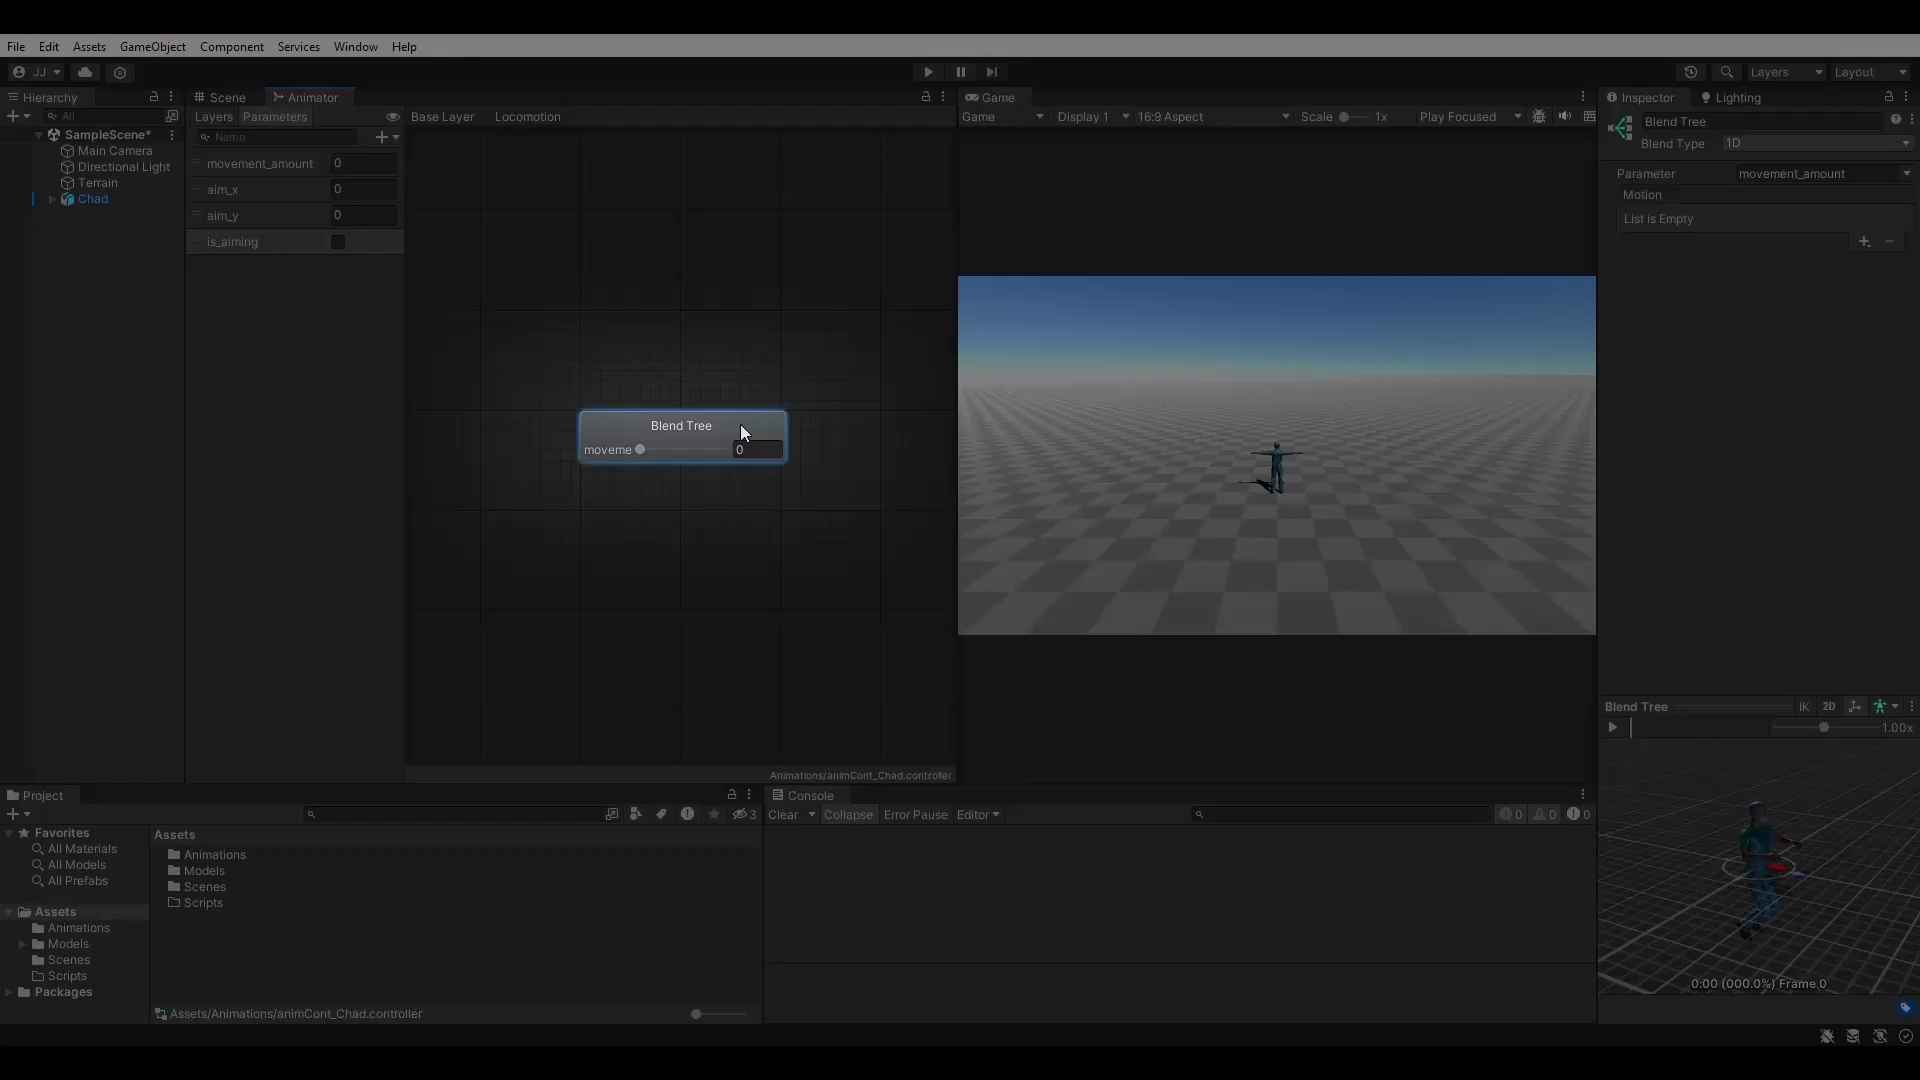 File Edit Assets GameObject Component Services Window Help
JJ
Layers Layout
Hierarchy
All
SampleScene*
Main Camera
Directional Light
Terrain
Chad
Scene Animator
Layers Parameters
Name
movement_amount 0
aim_x 0
aim_y 0
is_aiming
Base Layer Locomotion
Blend Tree
moveme 0
Animations/animCont_Chad.controller
Game
Game Display 1 16:9 Aspect Scale 1x Play Focused
Inspector Lighting
Blend Tree
Blend Type 1D
Parameter movement_amount
Motion
List is Empty
Blend Tree IK 2D
1.00x
0:00 (000.0%) Frame 0
Project
3
Favorites
All Materials
All Models
All Prefabs
Assets
Animations
Models
Scenes
Scripts
Packages
Assets
Animations
Models
Scenes
Scripts
Assets/Animations/animCont_Chad.controller
Console
Clear Collapse Error Pause Editor
0 0 0